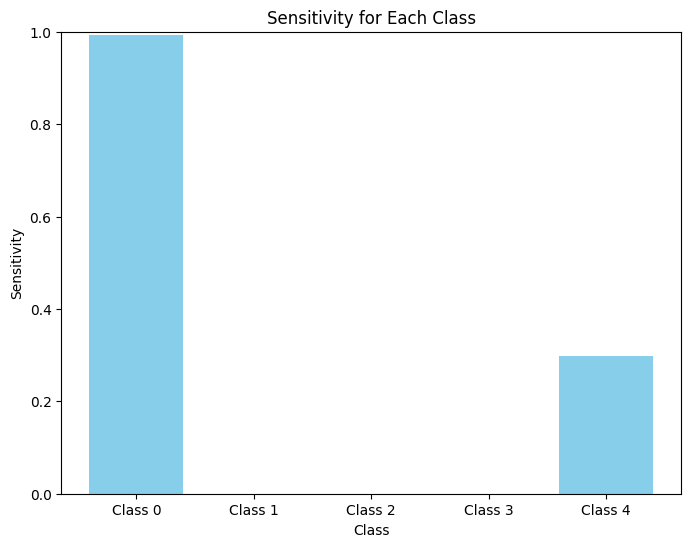 Sensitivity for Each Class
Sensitivity
1.0
0.8
0.6
0.4
0.2
0.0
Class 0
Class 1
Class 2
Class 3
Class 4
Class